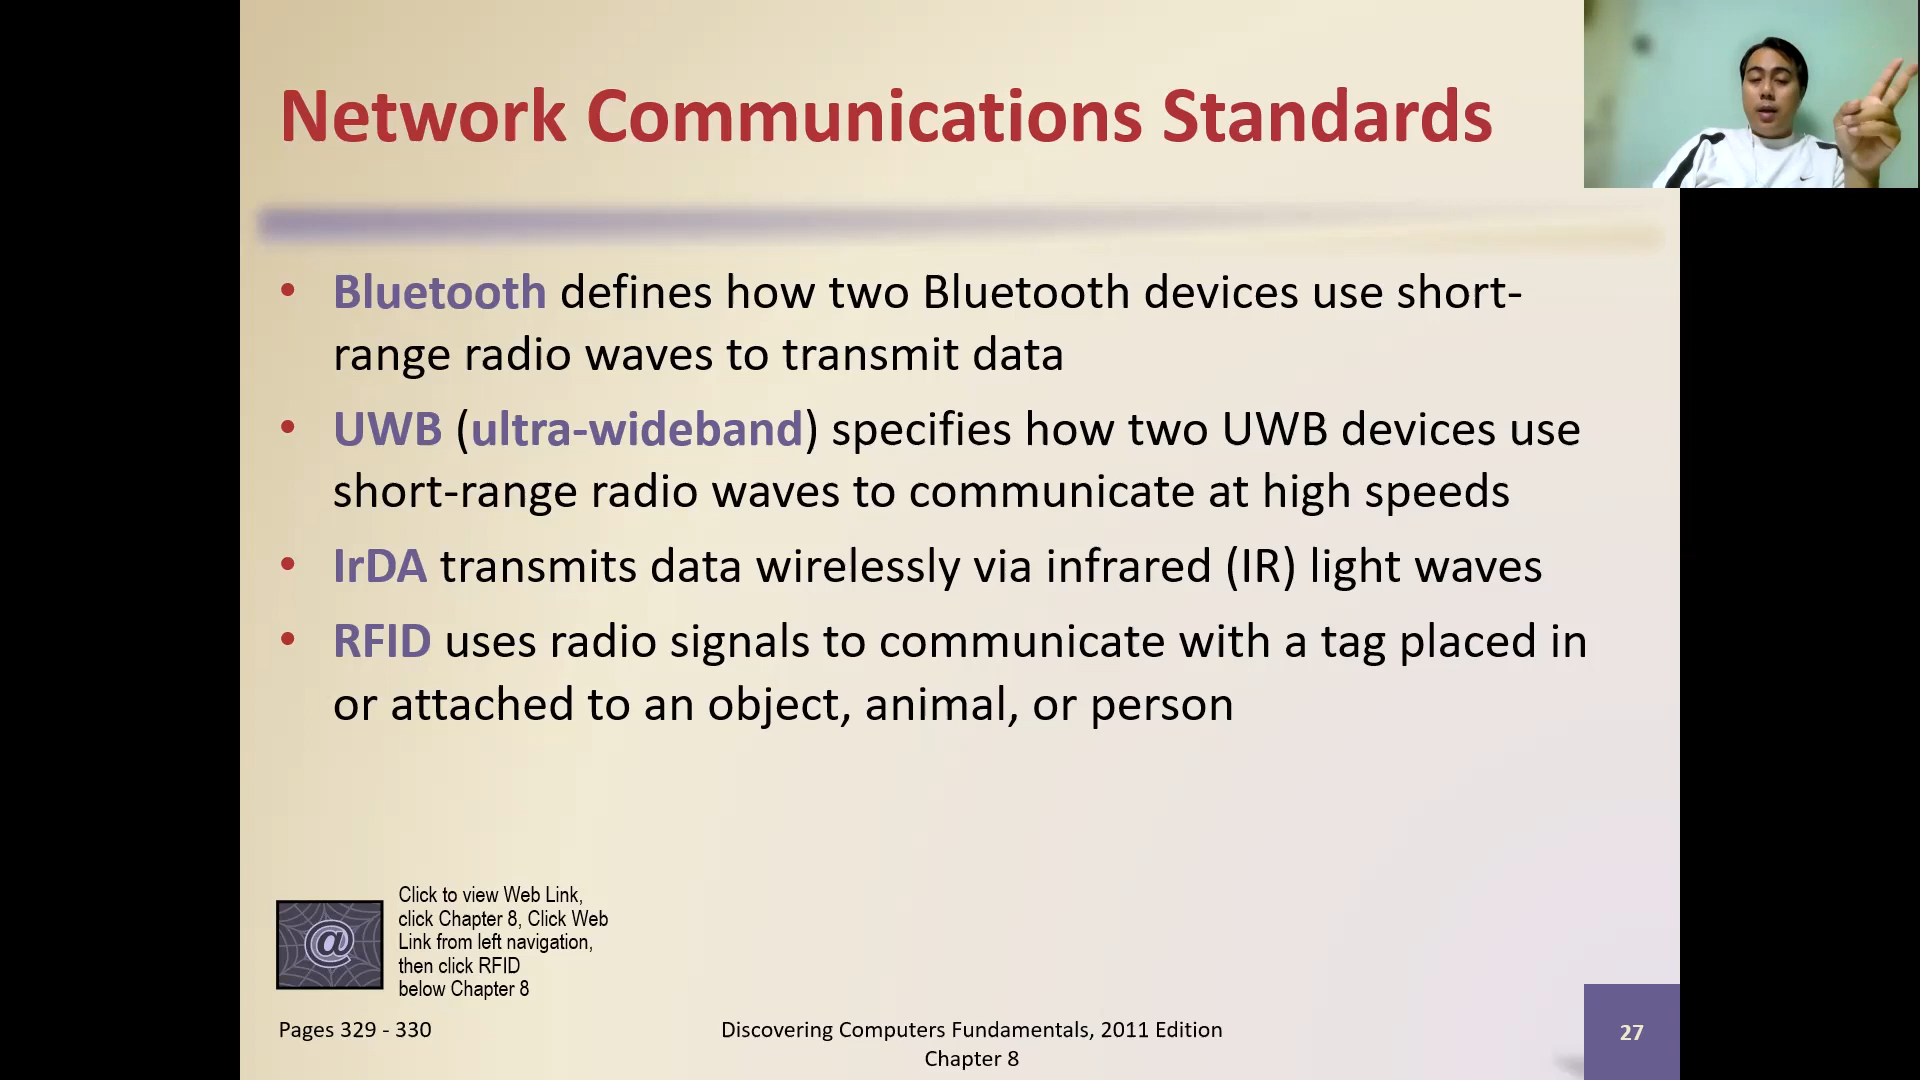 Network Communications Standards
• Bluetooth defines how two Bluetooth devices use short-
range radio waves to transmit data
• UWB (ultra-wideband) specifies how two UWB devices use
short-range radio waves to communicate at high speeds
• IrDA transmits data wirelessly via infrared (IR) light waves
• RFID uses radio signals to communicate with a tag placed in
or attached to an object, animal, or person
@
Click to view Web Link,
click Chapter 8, Click Web
Link from left navigation,
then click RFID
below Chapter 8
Pages 329 - 330
Discovering Computers Fundamentals, 2011 Edition
Chapter 8
27